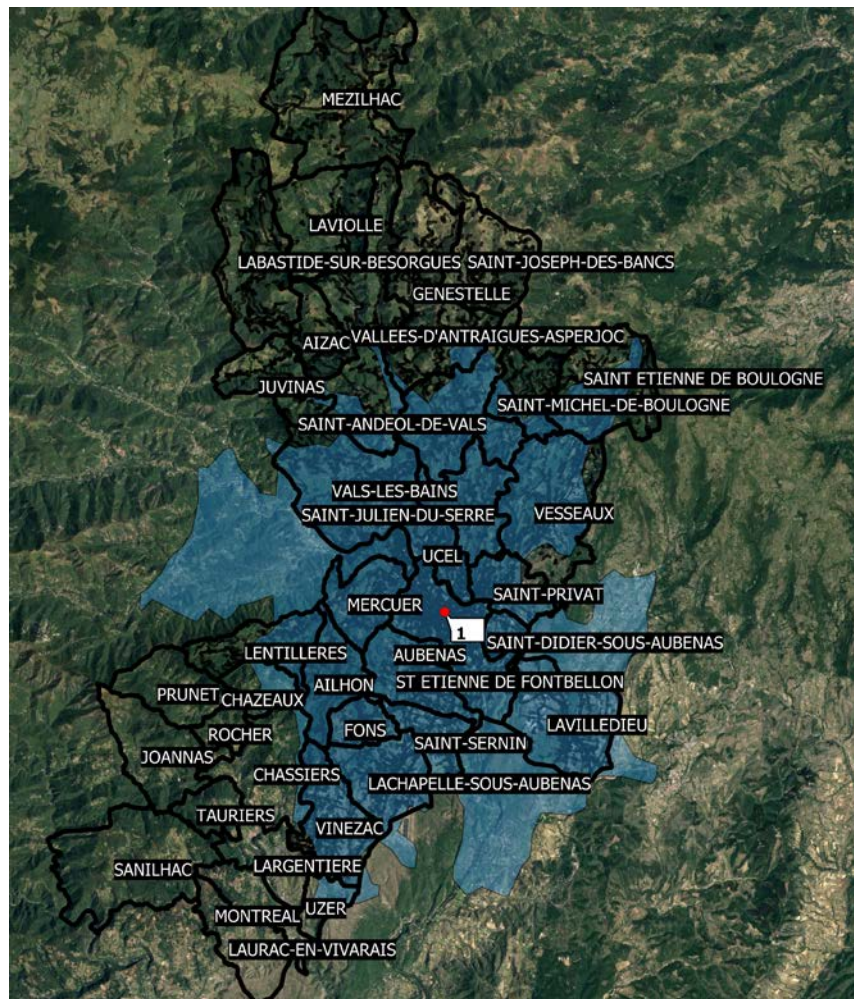 MEZILHAC
LAVIOLLE
LABASTIDE-SUR-BESORGUES
SAINT-JOSEPH-DES-BANCS
GENESTELLE
VALLEES-D'ANTRAIGUES-ASPERJOC
AIZAC
SAINT ETIENNE DE BOULOGNE
JUVINAS
SAINT-MICHEL-DE-BOULOGNE
SAINT-ANDEOL-DE-VALS
VALS-LES-BAINS
SAINT-JULIEN-DU-SERRE
VESSEAUX
UCEL
SAINT-PRIVAT
MERCUER
1
SAINT-DIDIER-SOUS-AUBENAS
LENTILLERES
AUBENAS
AILHON
ST ETIENNE DE FONTBELLON
PRUNET
CHAZEAUX
LAVILLEDIEU
ROCHER
FONS
SAINT-SERNIN
JOANNAS
CHASSIERS
LACHAPELLE-SOUS-AUBENAS
TAURIERS
VINEZAC
SANILHAC
LARGENTIERE
UZER
MONTREAL
LAURAC-EN-VIVARAIS